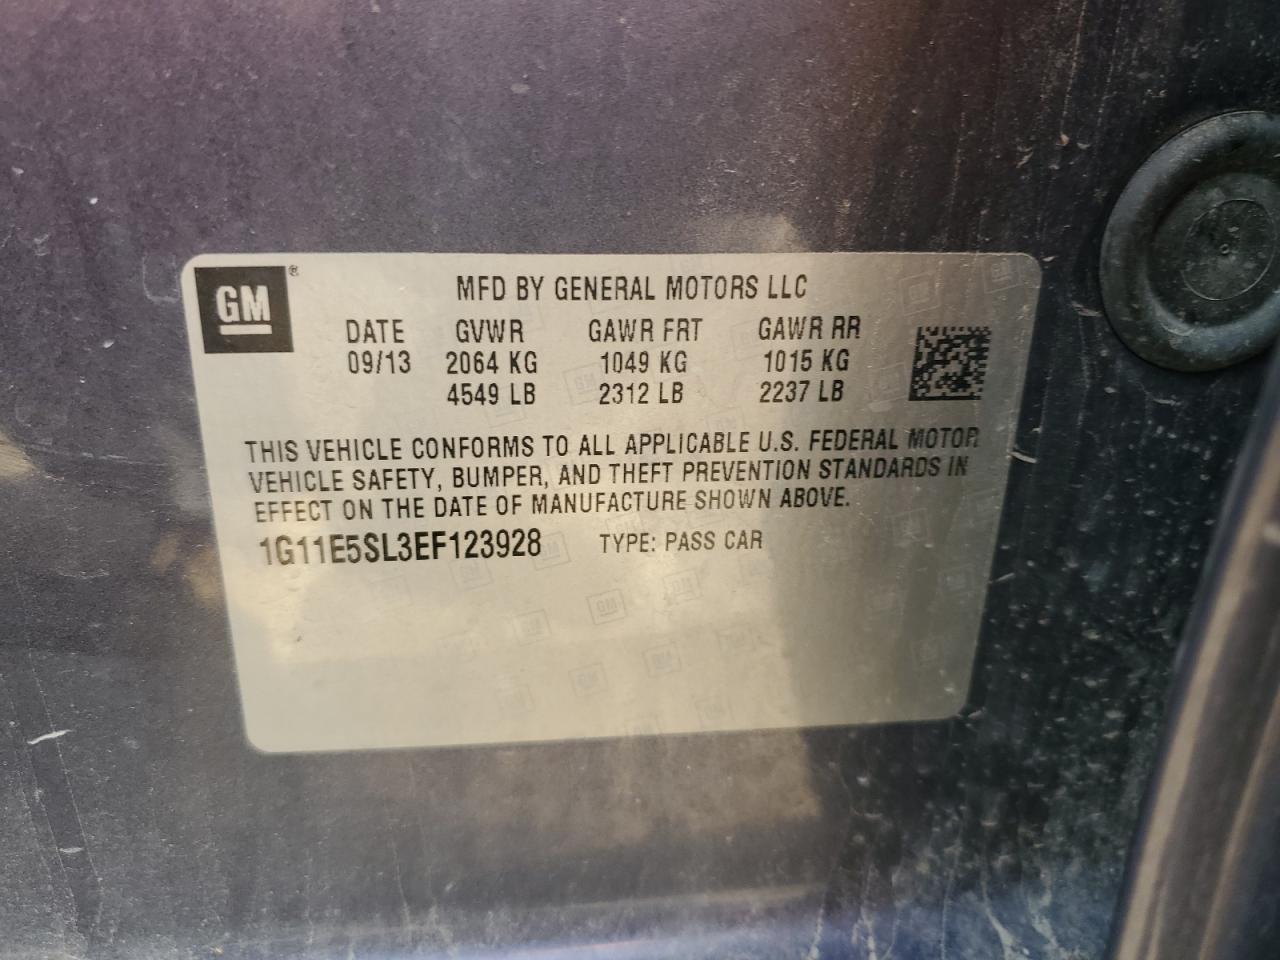 GM®
MFD BY GENERAL MOTORS LLC
DATE GVWR GAWR FRT GAWR RR
09/13 2064 KG 1049 KG 1015 KG
4549 LB 2312 LB 2237 LB
THIS VEHICLE CONFORMS TO ALL APPLICABLE U.S. FEDERAL MOTOR
VEHICLE SAFETY, BUMPER, AND THEFT PREVENTION STANDARDS IN
EFFECT ON THE DATE OF MANUFACTURE SHOWN ABOVE.
1G11E5SL3EF123928 TYPE: PASS CAR